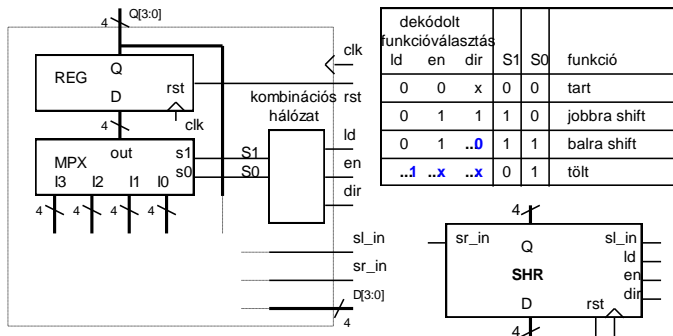 4 Q[3:0]
clk
REG
Q
D
rst
clk
4
kombinációs
hálózat
rst
MPX
out
s1
s0
S1
S0
I3 I2 I1 I0
4 4 4 4
ld
en
dir
sl_in
sr_in
D[3:0]
4
dekódolt
funkcióválasztás
ld en dir S1 S0 funkció
0 0 x 0 0 tart
0 1 1 1 0 jobbra shift
0 1 ..0 1 1 balra shift
..1 ..x ..x 0 1 tölt
4
sr_in
Q
sl_in
ld
SHR
en
dir
D
rst
4